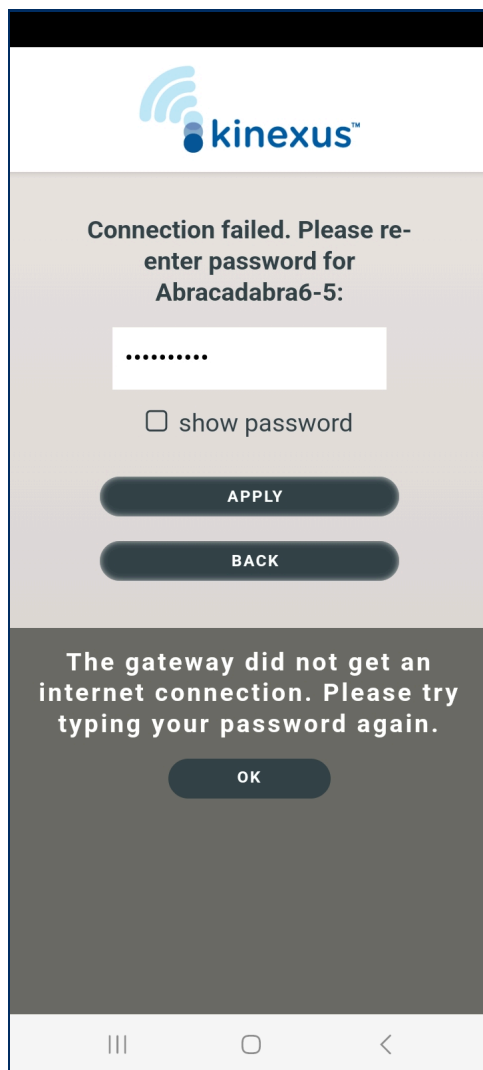 kinexus™
Connection failed. Please re-
enter password for
Abracadabra6-5:
••••••••••
show password
APPLY
BACK
The gateway did not get an
internet connection. Please try
typing your password again.
OK